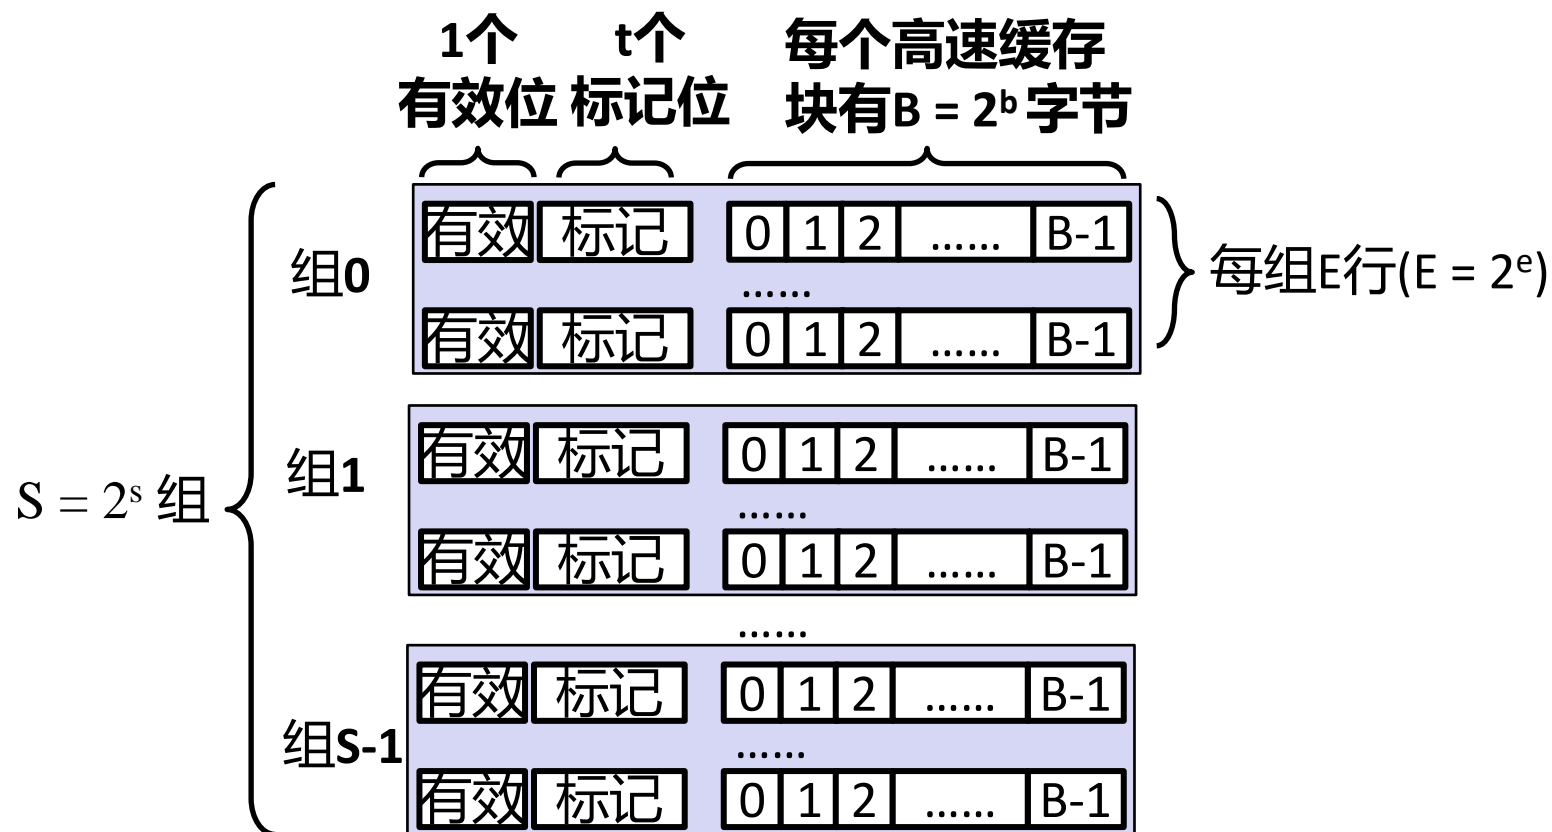 1个
有效位
t个
标记位
每个高速缓存
块有B = 2ᵇ 字节
有效 标记 0 1 2 …… B-1
组0
……
每组E行(E = 2ᵉ)
有效 标记 0 1 2 …… B-1
有效 标记 0 1 2 …… B-1
组1
S = 2ˢ 组
……
有效 标记 0 1 2 …… B-1
……
有效 标记 0 1 2 …… B-1
组S-1
……
有效 标记 0 1 2 …… B-1